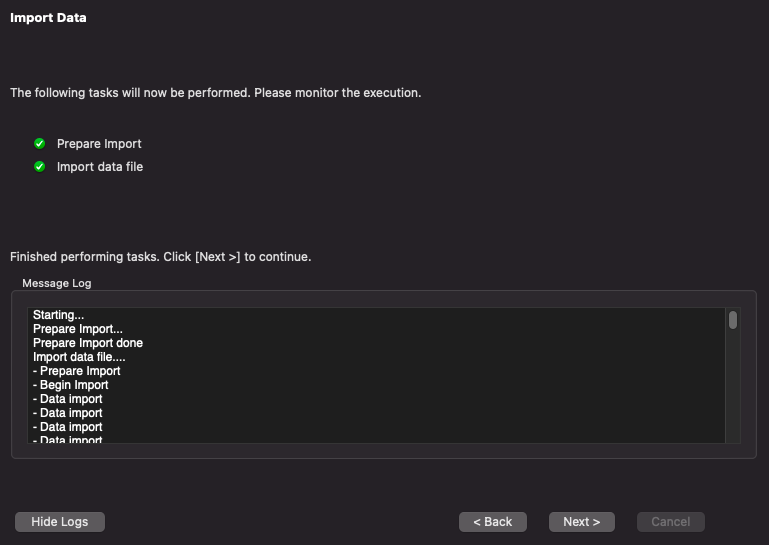 Import Data
The following tasks will now be performed. Please monitor the execution.
Prepare Import
Import data file
Finished performing tasks. Click [Next >] to continue.
Message Log
Starting...
Prepare Import...
Prepare Import done
Import data file....
- Prepare Import
- Begin Import
- Data import
- Data import
- Data import
- Data import
Hide Logs
< Back
Next >
Cancel